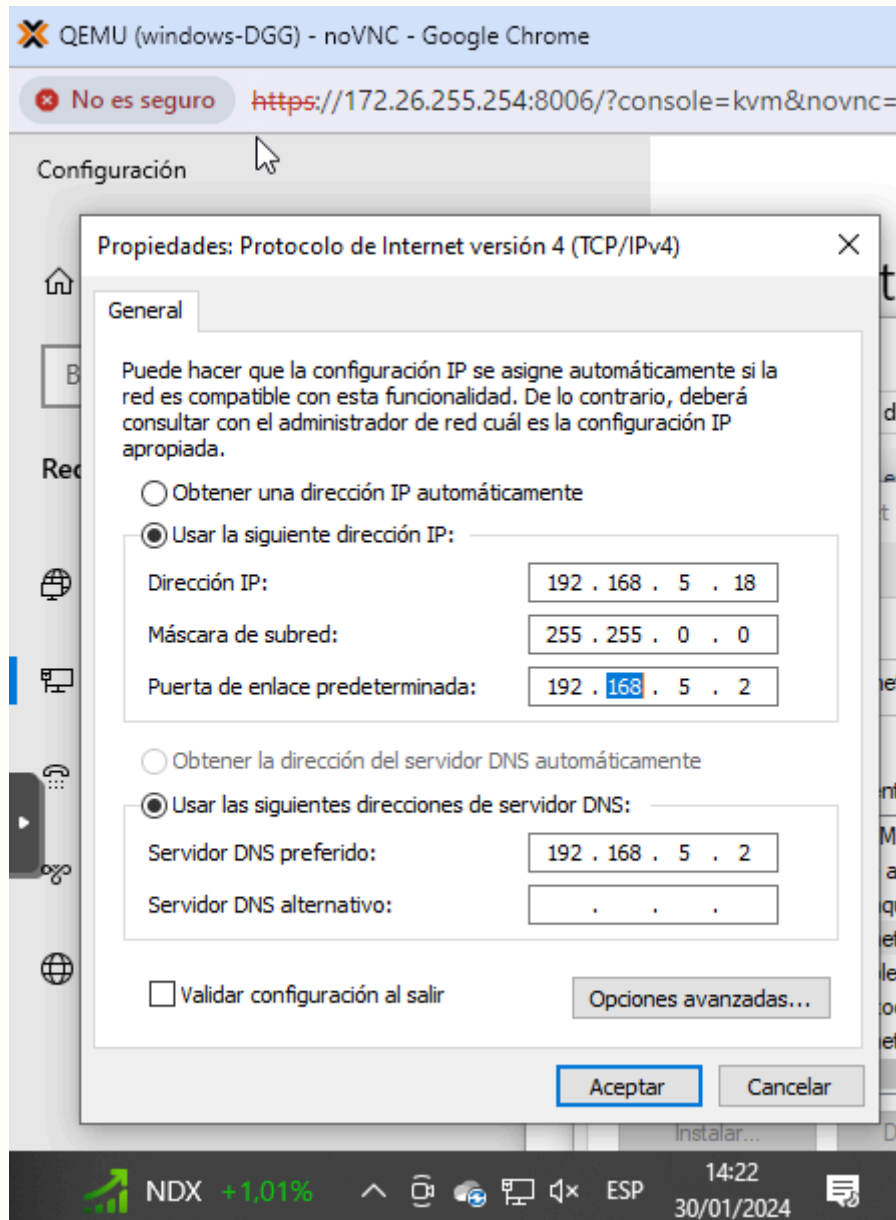 QEMU (windows-DGG) - noVNC - Google Chrome
No es seguro https://172.26.255.254:8006/?console=kvm&novnc=
Configuración
Propiedades: Protocolo de Internet versión 4 (TCP/IPv4)
General
Puede hacer que la configuración IP se asigne automáticamente si la
red es compatible con esta funcionalidad. De lo contrario, deberá
consultar con el administrador de red cuál es la configuración IP
apropiada.
Obtener una dirección IP automáticamente
Usar la siguiente dirección IP:
Dirección IP: 192 . 168 . 5 . 18
Máscara de subred: 255 . 255 . 0 . 0
Puerta de enlace predeterminada: 192 . 168 . 5 . 2
Obtener la dirección del servidor DNS automáticamente
Usar las siguientes direcciones de servidor DNS:
Servidor DNS preferido: 192 . 168 . 5 . 2
Servidor DNS alternativo: . . .
Validar configuración al salir
Opciones avanzadas...
Aceptar Cancelar
Instalar...
NDX +1,01% ESP 14:22
30/01/2024